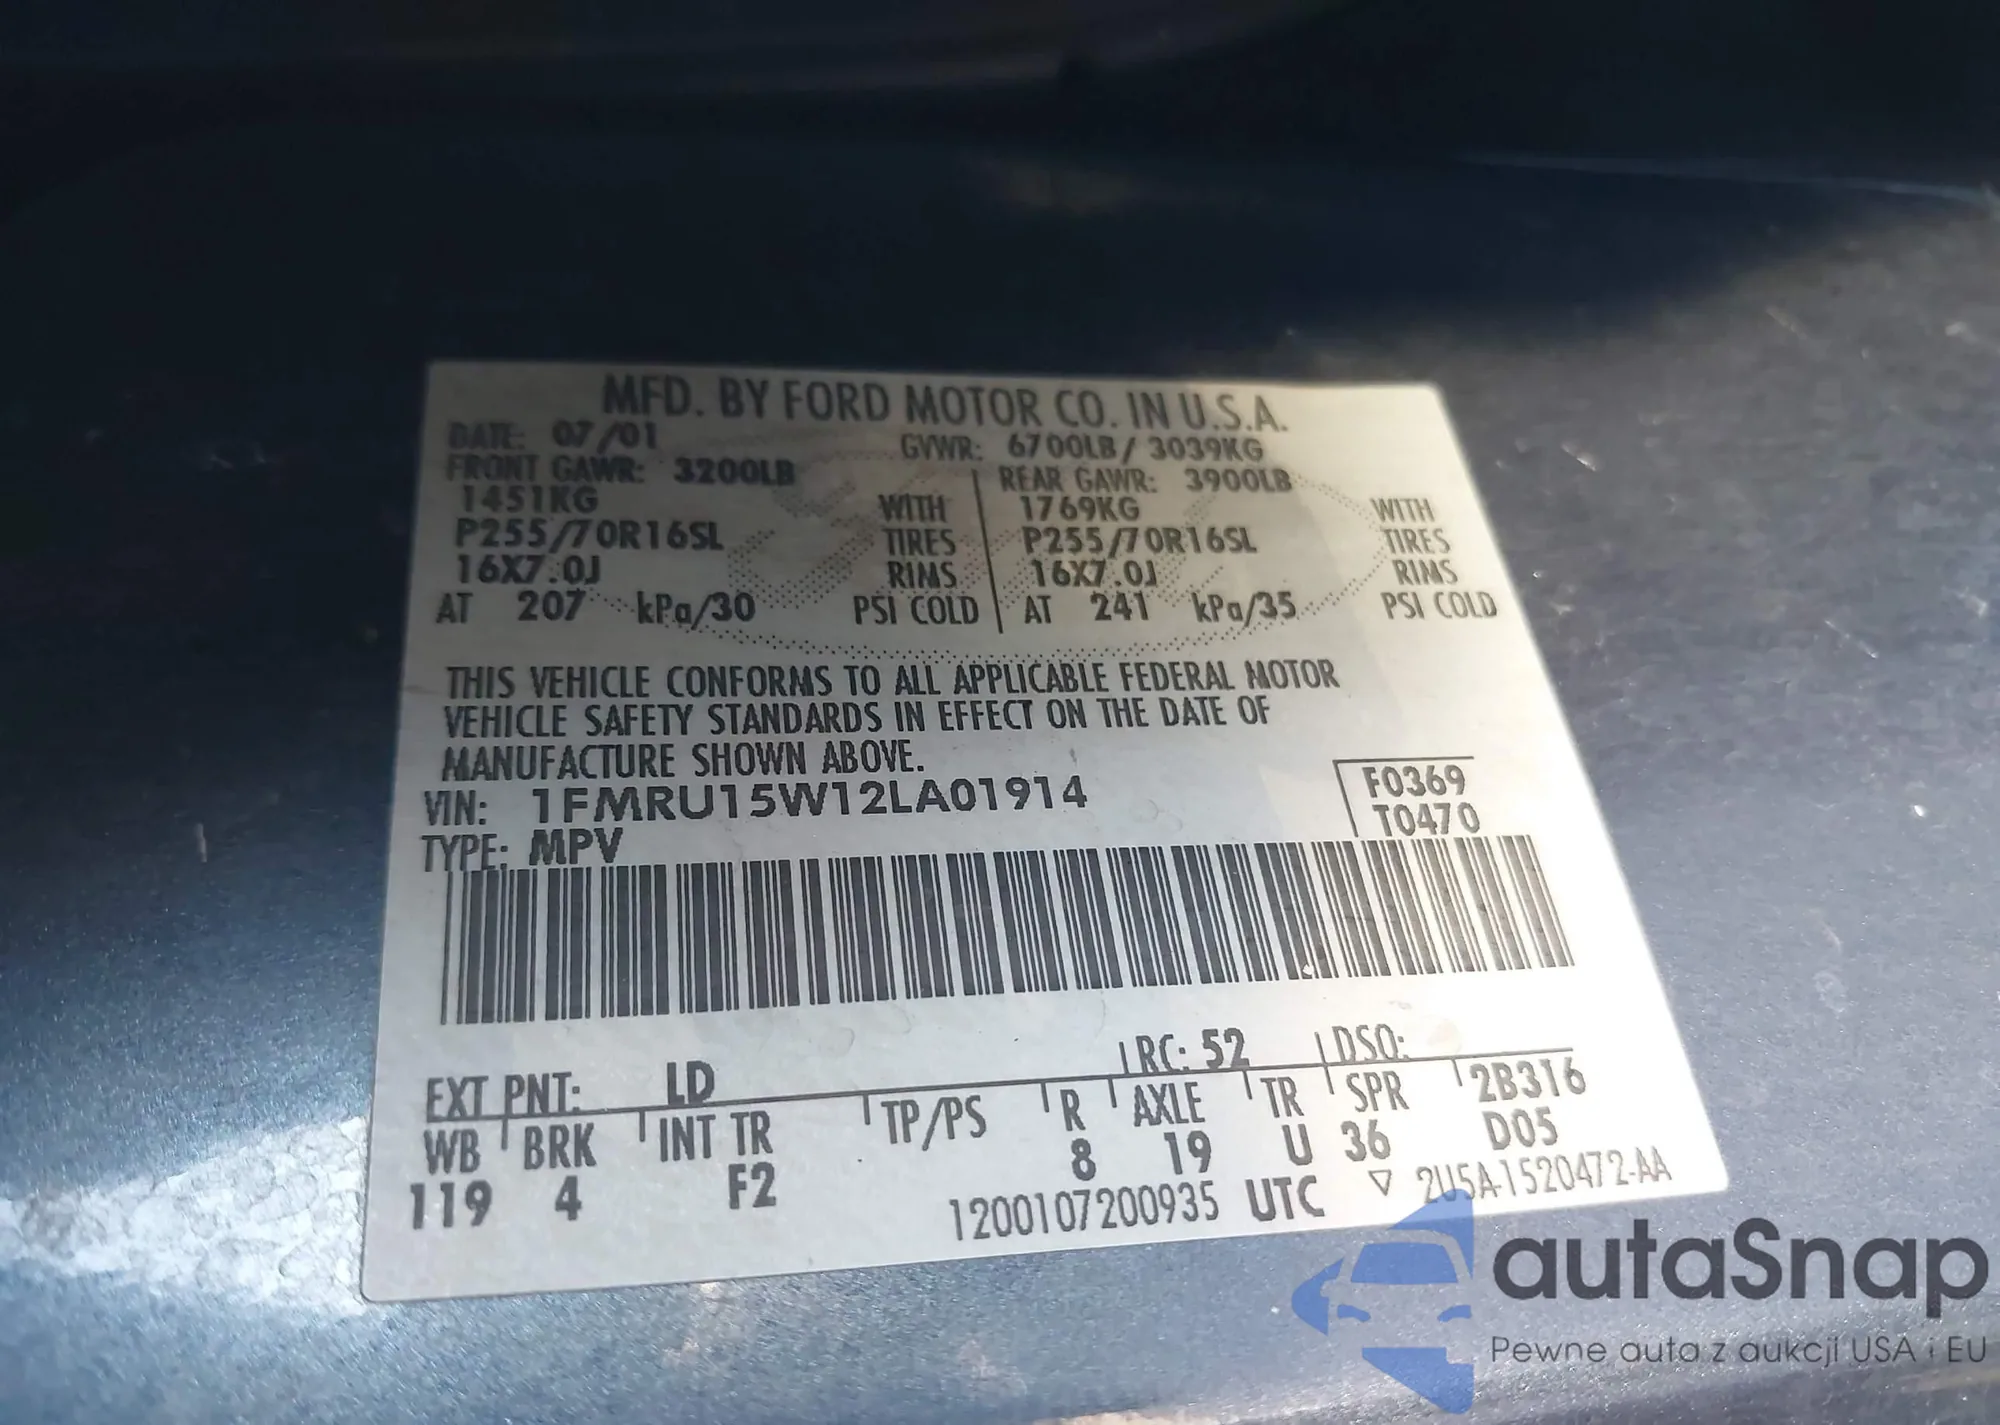 MFD. BY FORD MOTOR CO. IN U.S.A.
DATE: 07/01 GVWR: 6700LB / 3039KG
FRONT GAWR: 3200LB REAR GAWR: 3900LB
1451KG WITH 1769KG WITH
P255/70R16SL TIRES P255/70R16SL TIRES
16X7.0J RIMS 16X7.0J RIMS
AT 207 kPa/30 PSI COLD AT 241 kPa/35 PSI COLD
THIS VEHICLE CONFORMS TO ALL APPLICABLE FEDERAL MOTOR
VEHICLE SAFETY STANDARDS IN EFFECT ON THE DATE OF
MANUFACTURE SHOWN ABOVE.
VIN: 1FMRU15W12LA01914 F0369
TYPE: MPV T0470
EXT PNT: LD RC: 52 DSO:
WB BRK INT TR TP/PS R AXLE TR SPR 2B316
119 4 F2 8 19 U 36 D05
1200107200935 UTC ▽ 2U5A-1520472-AA
autaSnap
Pewne auta z aukcji USA i EU